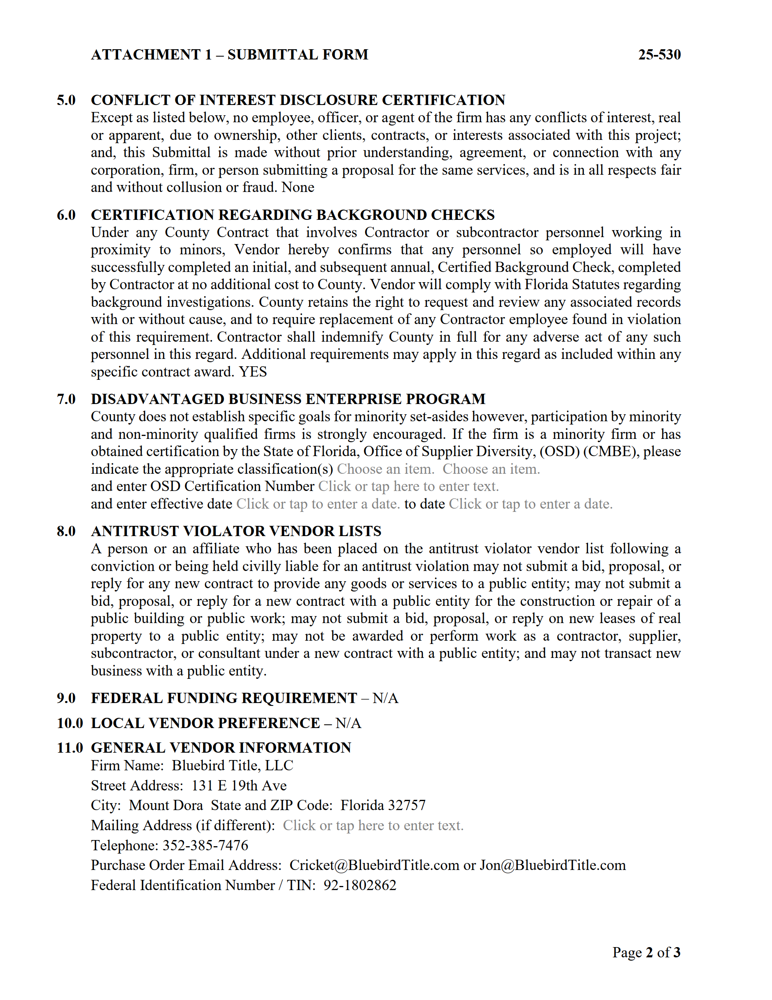 ATTACHMENT 1 – SUBMITTAL FORM 25-530
5.0 CONFLICT OF INTEREST DISCLOSURE CERTIFICATION
Except as listed below, no employee, officer, or agent of the firm has any conflicts of interest, real
or apparent, due to ownership, other clients, contracts, or interests associated with this project;
and, this Submittal is made without prior understanding, agreement, or connection with any
corporation, firm, or person submitting a proposal for the same services, and is in all respects fair
and without collusion or fraud. None
6.0 CERTIFICATION REGARDING BACKGROUND CHECKS
Under any County Contract that involves Contractor or subcontractor personnel working in
proximity to minors, Vendor hereby confirms that any personnel so employed will have
successfully completed an initial, and subsequent annual, Certified Background Check, completed
by Contractor at no additional cost to County. Vendor will comply with Florida Statutes regarding
background investigations. County retains the right to request and review any associated records
with or without cause, and to require replacement of any Contractor employee found in violation
of this requirement. Contractor shall indemnify County in full for any adverse act of any such
personnel in this regard. Additional requirements may apply in this regard as included within any
specific contract award. YES
7.0 DISADVANTAGED BUSINESS ENTERPRISE PROGRAM
County does not establish specific goals for minority set-asides however, participation by minority
and non-minority qualified firms is strongly encouraged. If the firm is a minority firm or has
obtained certification by the State of Florida, Office of Supplier Diversity, (OSD) (CMBE), please
indicate the appropriate classification(s) Choose an item. Choose an item.
and enter OSD Certification Number Click or tap here to enter text.
and enter effective date Click or tap to enter a date. to date Click or tap to enter a date.
8.0 ANTITRUST VIOLATOR VENDOR LISTS
A person or an affiliate who has been placed on the antitrust violator vendor list following a
conviction or being held civilly liable for an antitrust violation may not submit a bid, proposal, or
reply for any new contract to provide any goods or services to a public entity; may not submit a
bid, proposal, or reply for a new contract with a public entity for the construction or repair of a
public building or public work; may not submit a bid, proposal, or reply on new leases of real
property to a public entity; may not be awarded or perform work as a contractor, supplier,
subcontractor, or consultant under a new contract with a public entity; and may not transact new
business with a public entity.
9.0 FEDERAL FUNDING REQUIREMENT – N/A
10.0 LOCAL VENDOR PREFERENCE – N/A
11.0 GENERAL VENDOR INFORMATION
Firm Name: Bluebird Title, LLC
Street Address: 131 E 19th Ave
City: Mount Dora State and ZIP Code: Florida 32757
Mailing Address (if different): Click or tap here to enter text.
Telephone: 352-385-7476
Purchase Order Email Address: Cricket@BluebirdTitle.com or Jon@BluebirdTitle.com
Federal Identification Number / TIN: 92-1802862
Page 2 of 3